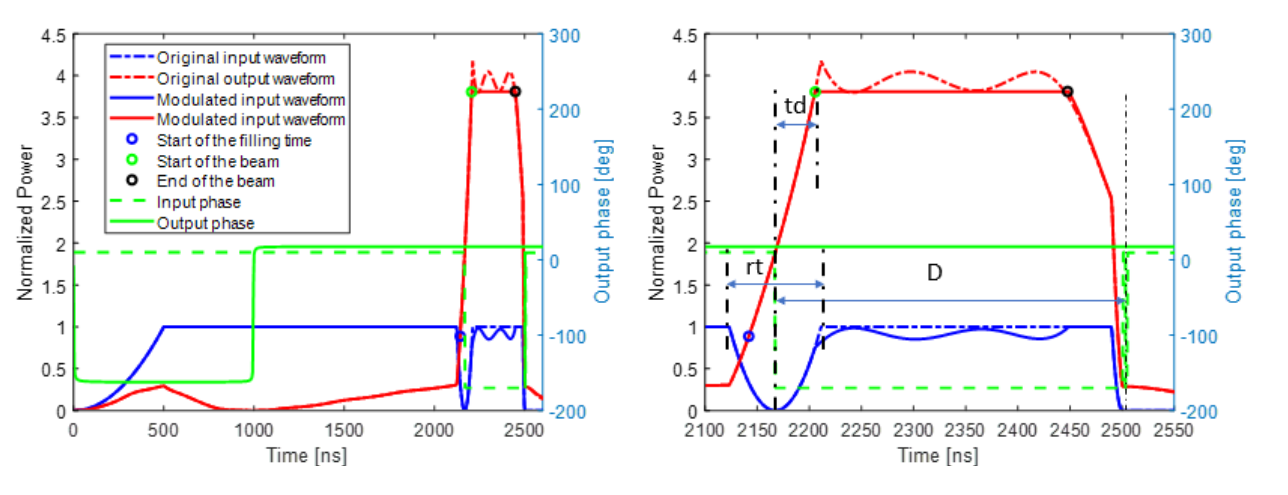 4.5
4
3.5
3
2.5
2
1.5
1
0.5
0
Normalized Power
Original input waveform
Original output waveform
Modulated input waveform
Modulated input waveform
Start of the filling time
Start of the beam
End of the beam
Input phase
Output phase
300
200
100
0
-100
-200
Output phase [deg]
0 500 1000 1500 2000 2500
Time [ns]
4.5
4
3.5
3
2.5
2
1.5
1
0.5
0
Normalized Power
td
rt
D
300
200
100
0
-100
-200
Output phase [deg]
2100 2150 2200 2250 2300 2350 2400 2450 2500 2550
Time [ns]